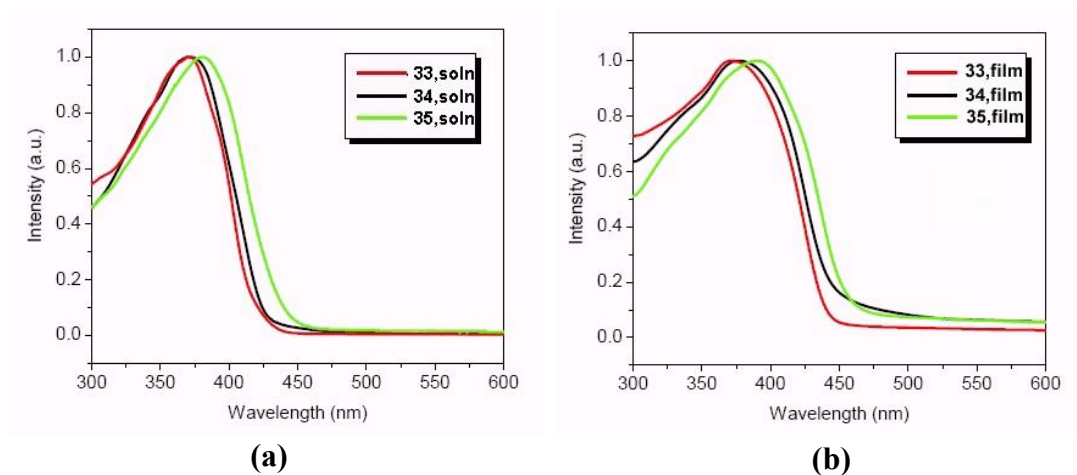 1.0
0.8
0.6
0.4
0.2
0.0
Intensity (a.u.)
33,soln
34,soln
35,soln
300 350 400 450 500 550 600
Wavelength (nm)
(a)
1.0
0.8
0.6
0.4
0.2
0.0
Intensity (a.u.)
33,film
34,film
35,film
300 350 400 450 500 550 600
Wavelength (nm)
(b)